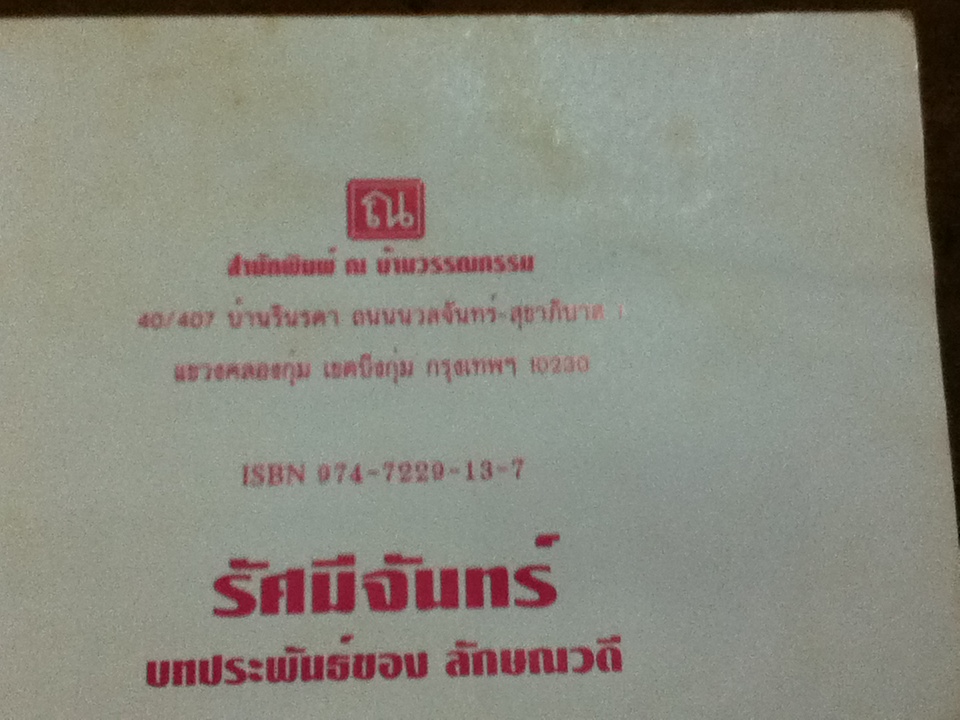 ณ
สำนักพิมพ์ ณ บ้านวรรณกรรม
40/407 บ้านรินรดา ถนนนวลจันทร์-สุขาภิบาล 1
แขวงคลองกุ่ม เขตบึงกุ่ม กรุงเทพฯ 10230
ISBN 974-7229-13-7
รัศมีจันทร์
บทประพันธ์ของ ลักษณวดี